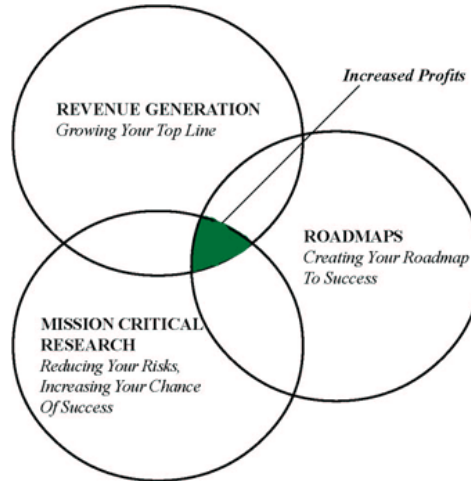 Increased Profits
REVENUE GENERATION
Growing Your Top Line
ROADMAPS
Creating Your Roadmap
To Success
MISSION CRITICAL
RESEARCH
Reducing Your Risks,
Increasing Your Chance
Of Success